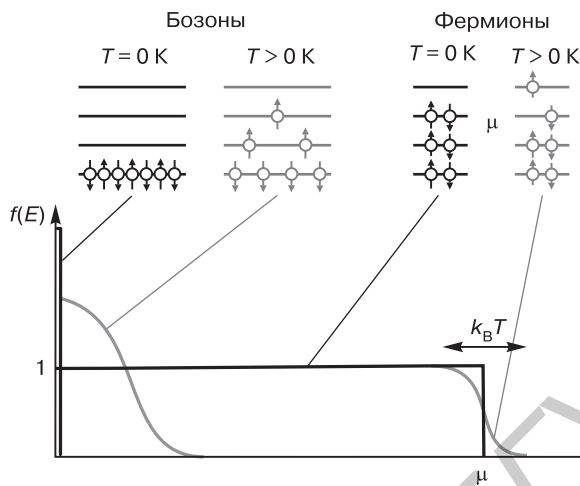 Бозоны
Фермионы
T = 0 K
T > 0 K
T = 0 K
T > 0 K
μ
f(E)
k_B T
1
μ